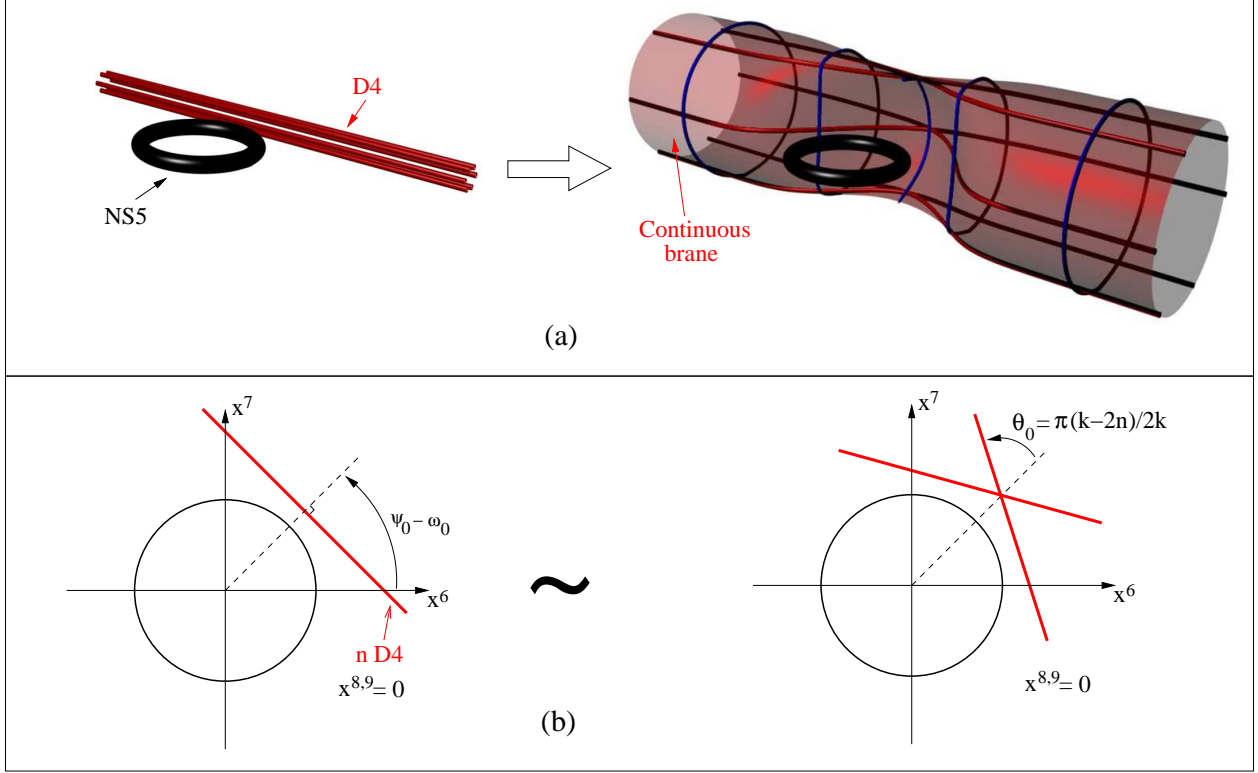 D4
NS5
Continuous
brane
(a)
x⁷
ψ₀ − ω₀
x⁶
n D4
x⁸,⁹ = 0
~
x⁷
θ₀ = π(k−2n)/2k
x⁶
x⁸,⁹ = 0
(b)